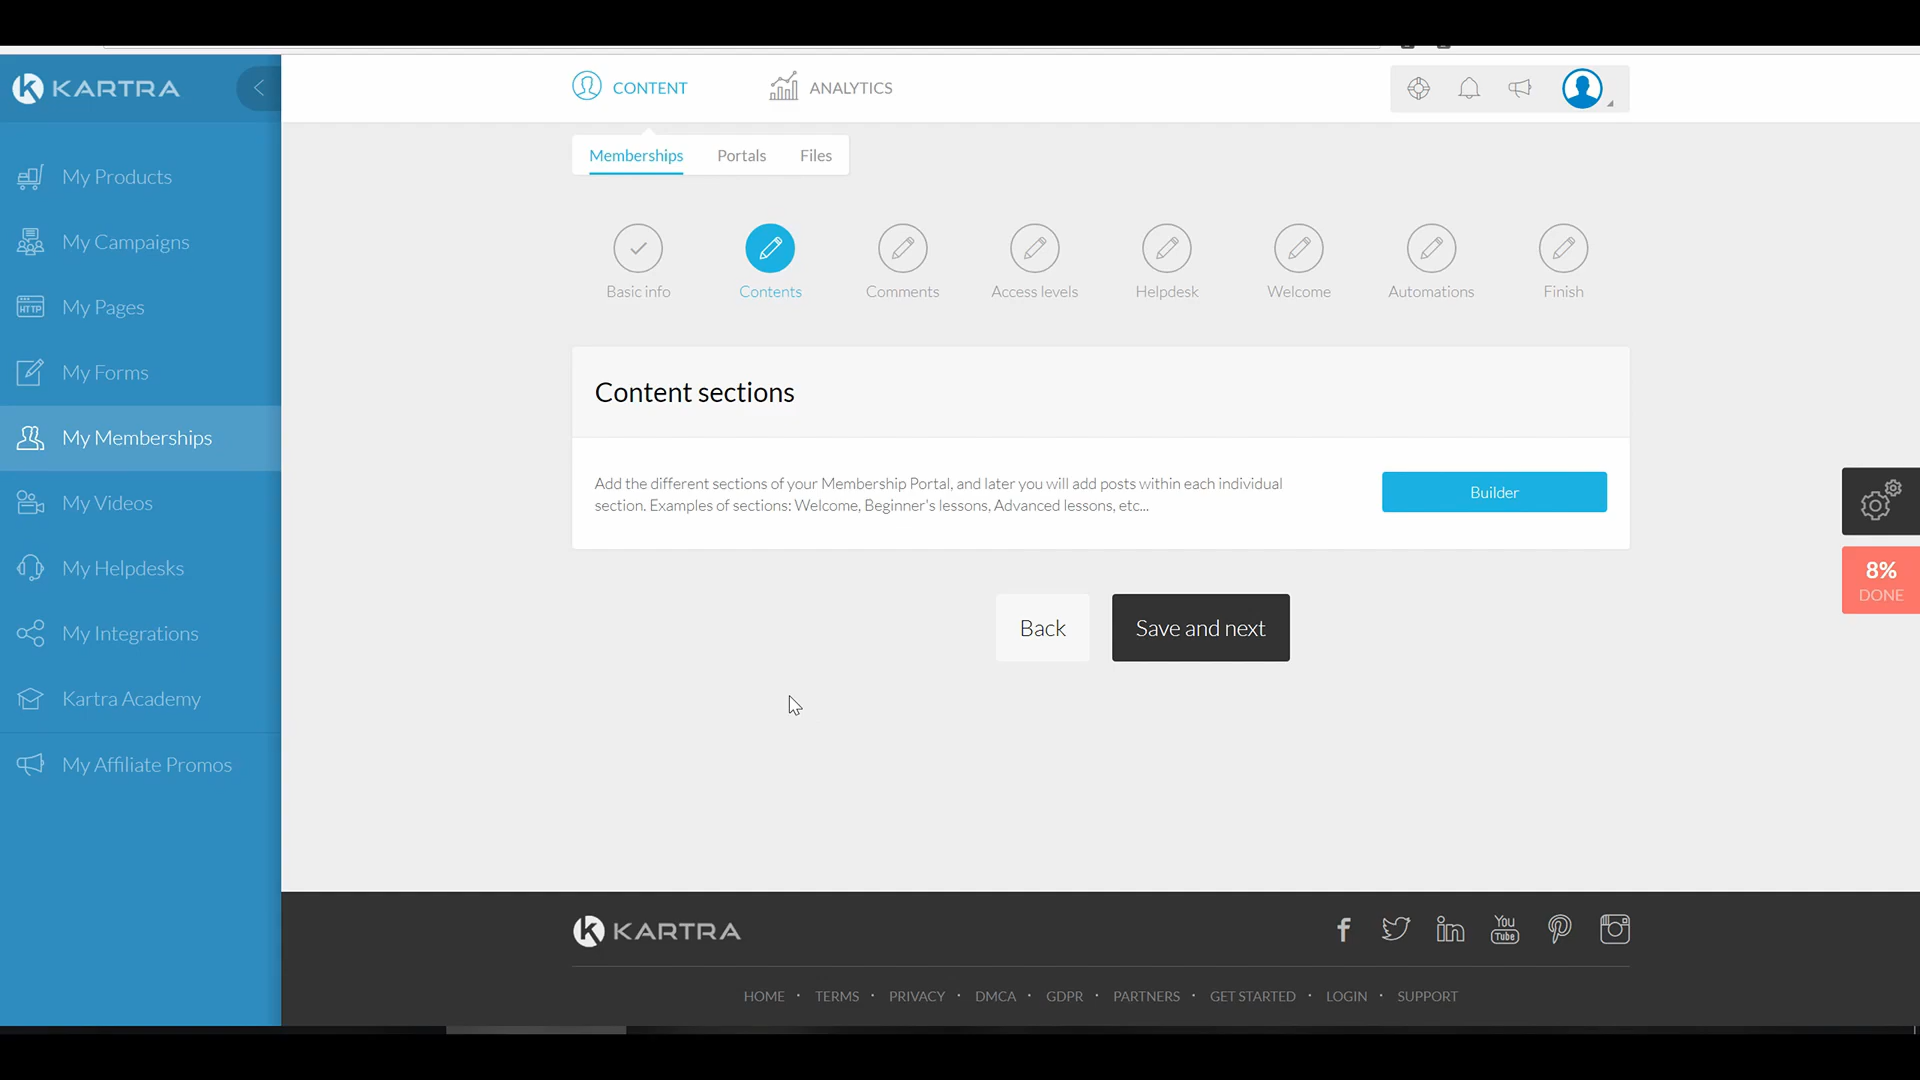 KARTRA
CONTENT
ANALYTICS
Memberships
Portals
Files
My Products
My Campaigns
My Pages
HTTP
My Forms
My Memberships
My Videos
My Helpdesks
My Integrations
Kartra Academy
My Affiliate Promos
Basic info
Contents
Comments
Access levels
Helpdesk
Welcome
Automations
Finish
Content sections
Add the different sections of your Membership Portal, and later you will add posts within each individual
section. Examples of sections: Welcome, Beginner's lessons, Advanced lessons, etc...
Builder
8%
DONE
Back
Save and next
KARTRA
f
in
You
Tube
HOME · TERMS · PRIVACY · DMCA · GDPR · PARTNERS · GET STARTED · LOGIN · SUPPORT